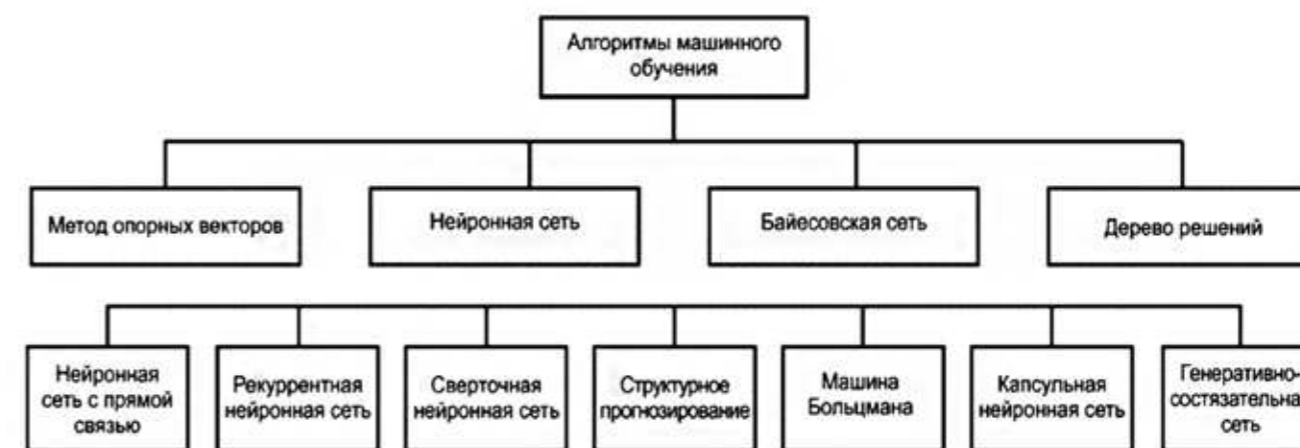 Алгоритмы машинного
обучения
Метод опорных векторов
Нейронная сеть
Байесовская сеть
Дерево решений
Нейронная
сеть с прямой
связью
Рекуррентная
нейронная сеть
Сверточная
нейронная сеть
Структурное
прогнозирование
Машина
Больцмана
Капсульная
нейронная сеть
Генеративно-
состязательна
сеть